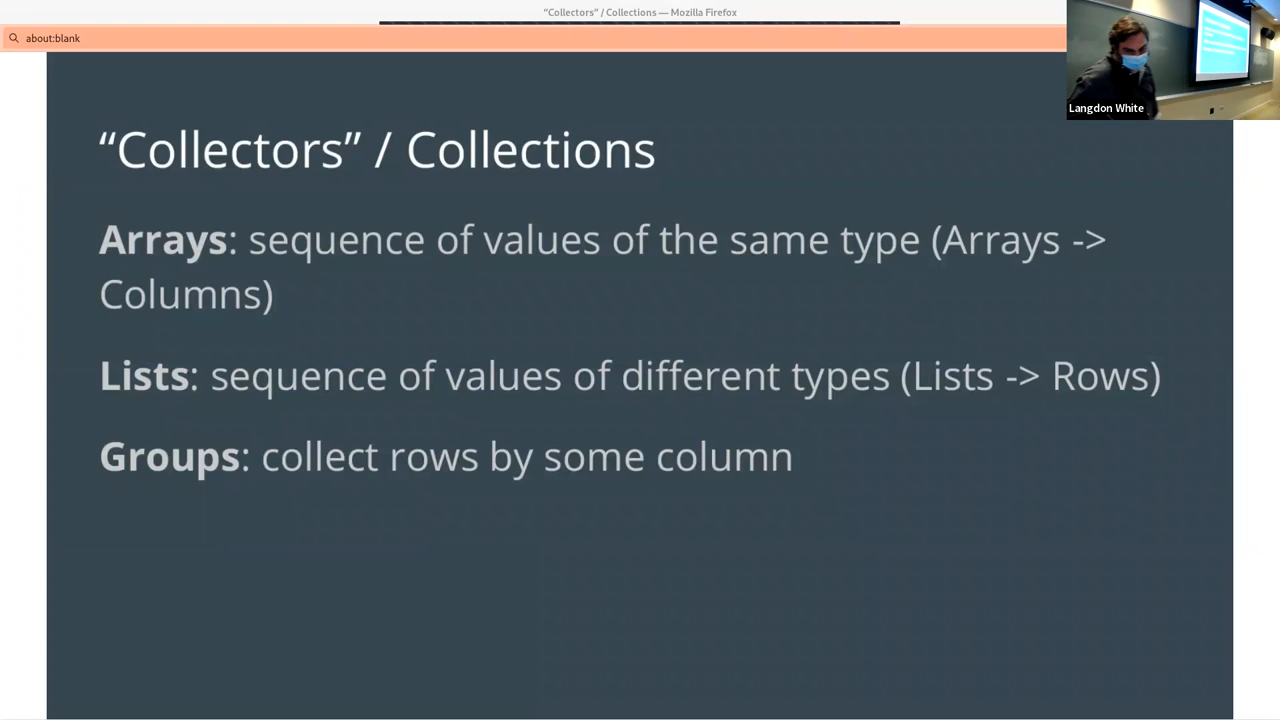 “Collectors” / Collections — Mozilla Firefox
about:blank
Langdon White
“Collectors” / Collections
Arrays: sequence of values of the same type (Arrays ->
Columns)
Lists: sequence of values of different types (Lists -> Rows)
Groups: collect rows by some column